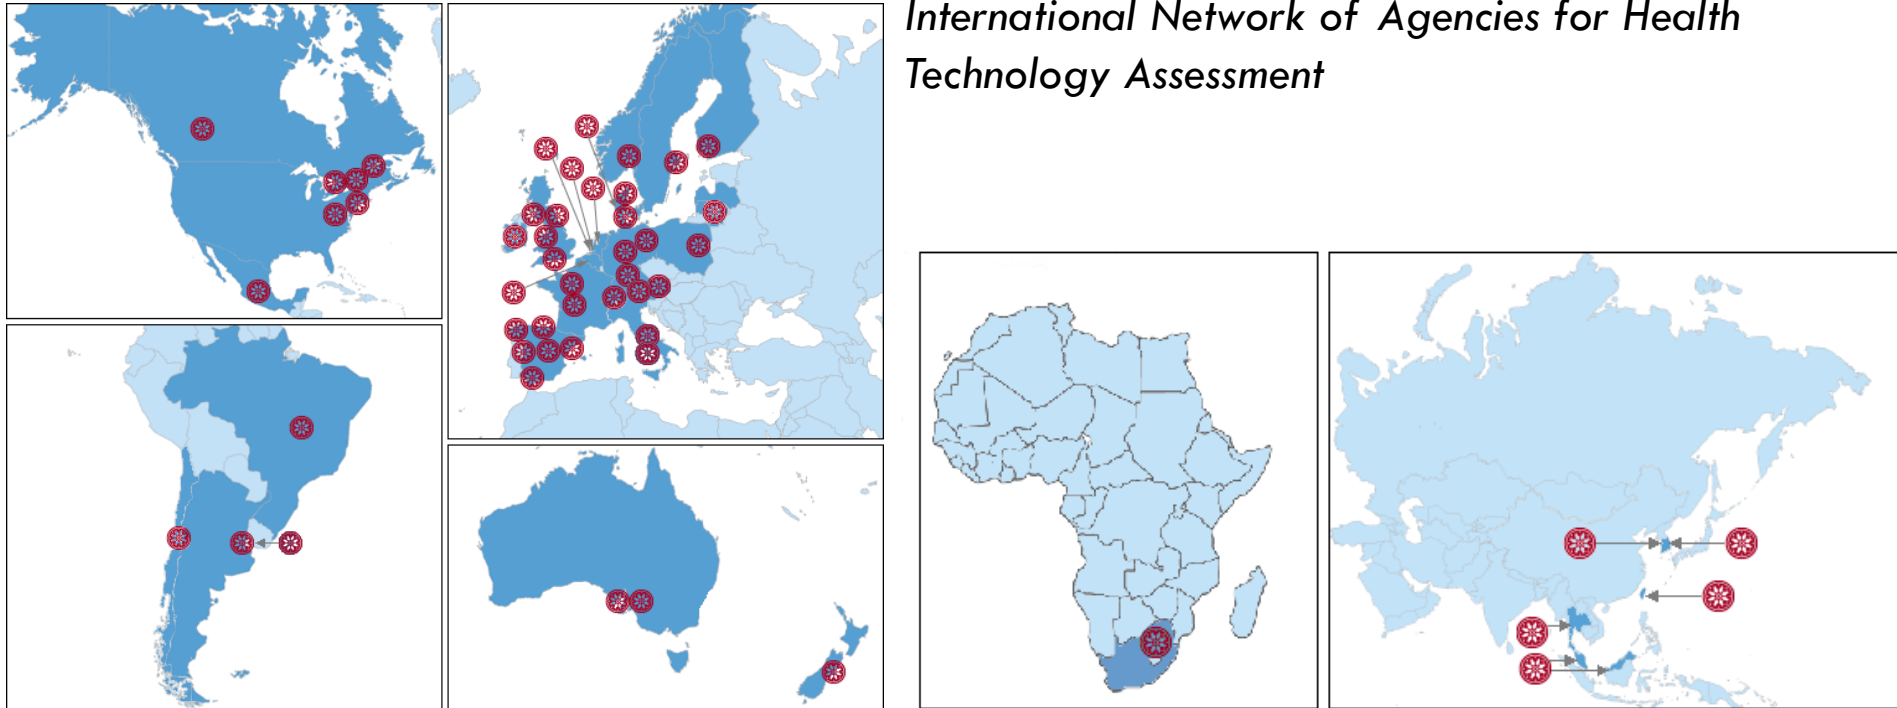 International Network of Agencies for Health
Technology Assessment